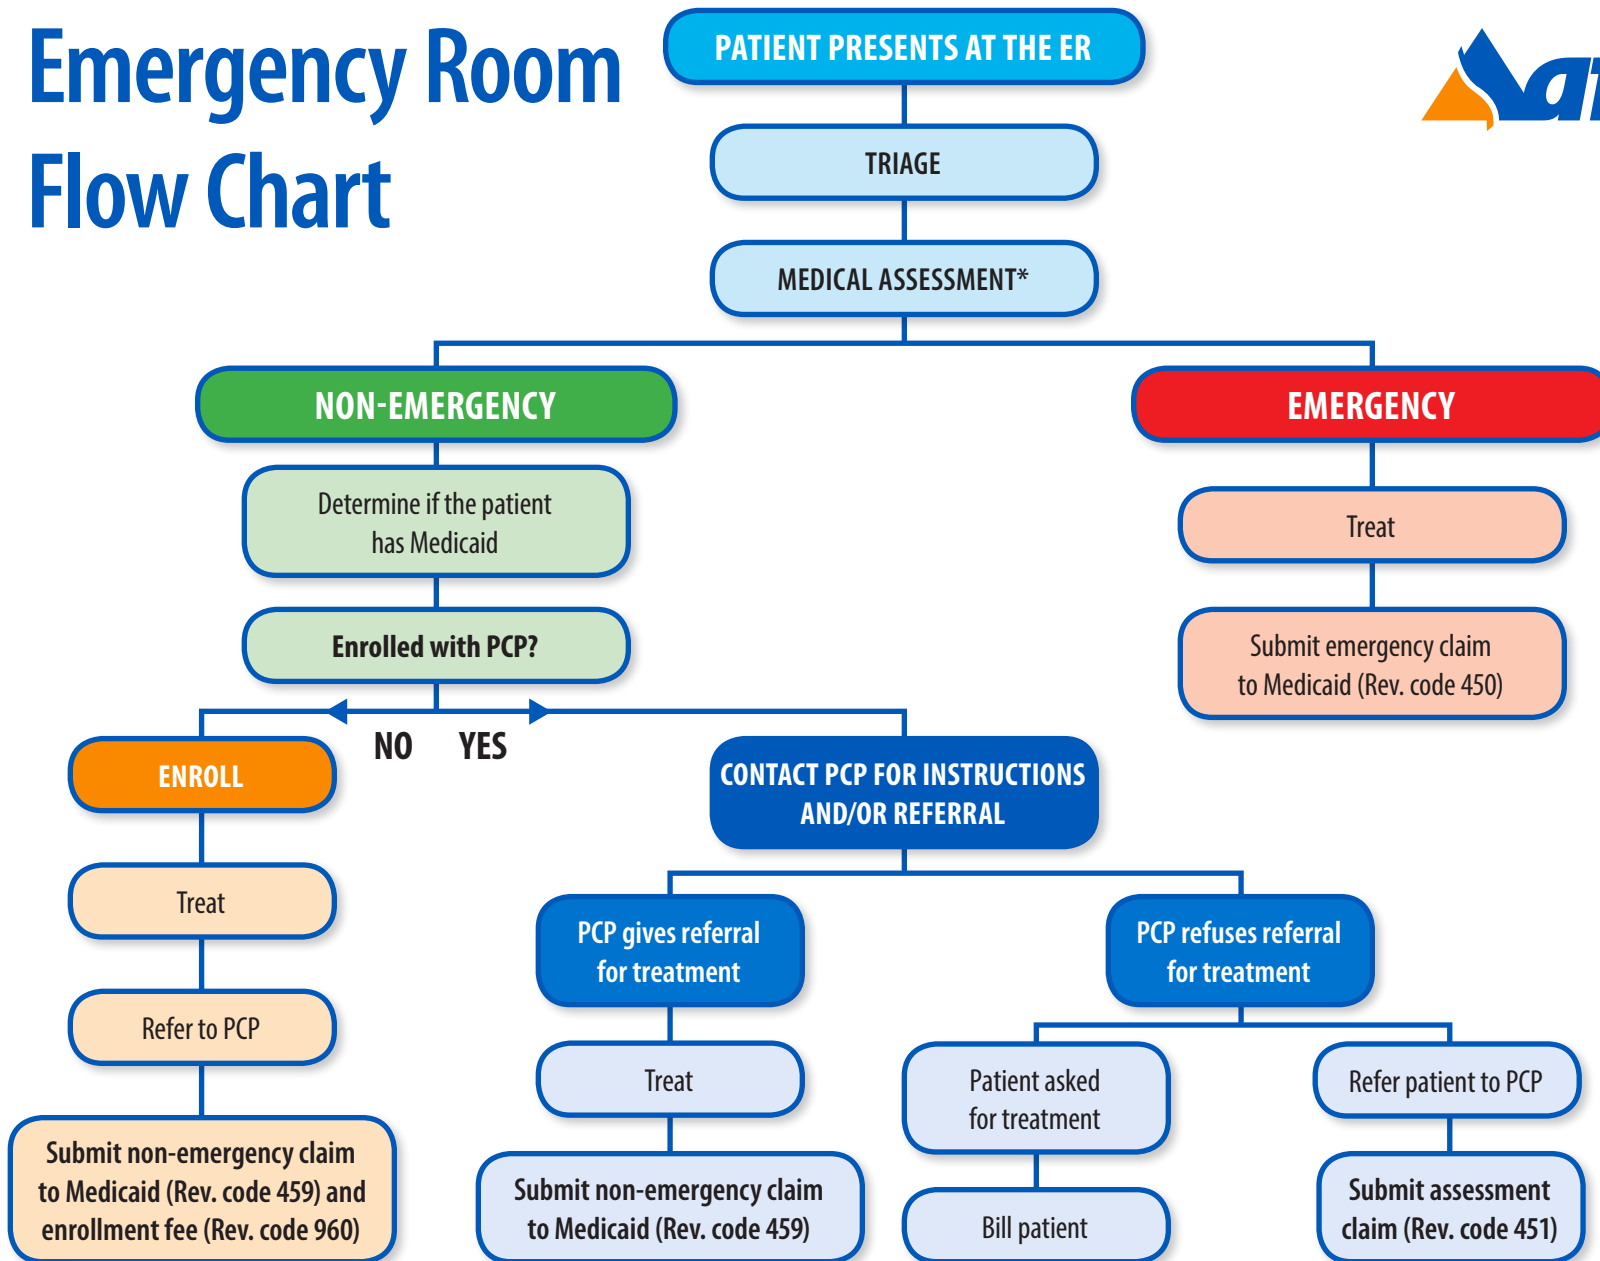 Emergency Room
Flow Chart
PATIENT PRESENTS AT THE ER
TRIAGE
MEDICAL ASSESSMENT*
NON-EMERGENCY
EMERGENCY
Determine if the patient
has Medicaid
Treat
Enrolled with PCP?
Submit emergency claim
to Medicaid (Rev. code 450)
NO YES
ENROLL
CONTACT PCP FOR INSTRUCTIONS
AND/OR REFERRAL
Treat
PCP gives referral
for treatment
PCP refuses referral
for treatment
Refer to PCP
Treat
Patient asked
for treatment
Refer patient to PCP
Submit non-emergency claim
to Medicaid (Rev. code 459) and
enrollment fee (Rev. code 960)
Submit non-emergency claim
to Medicaid (Rev. code 459)
Bill patient
Submit assessment
claim (Rev. code 451)